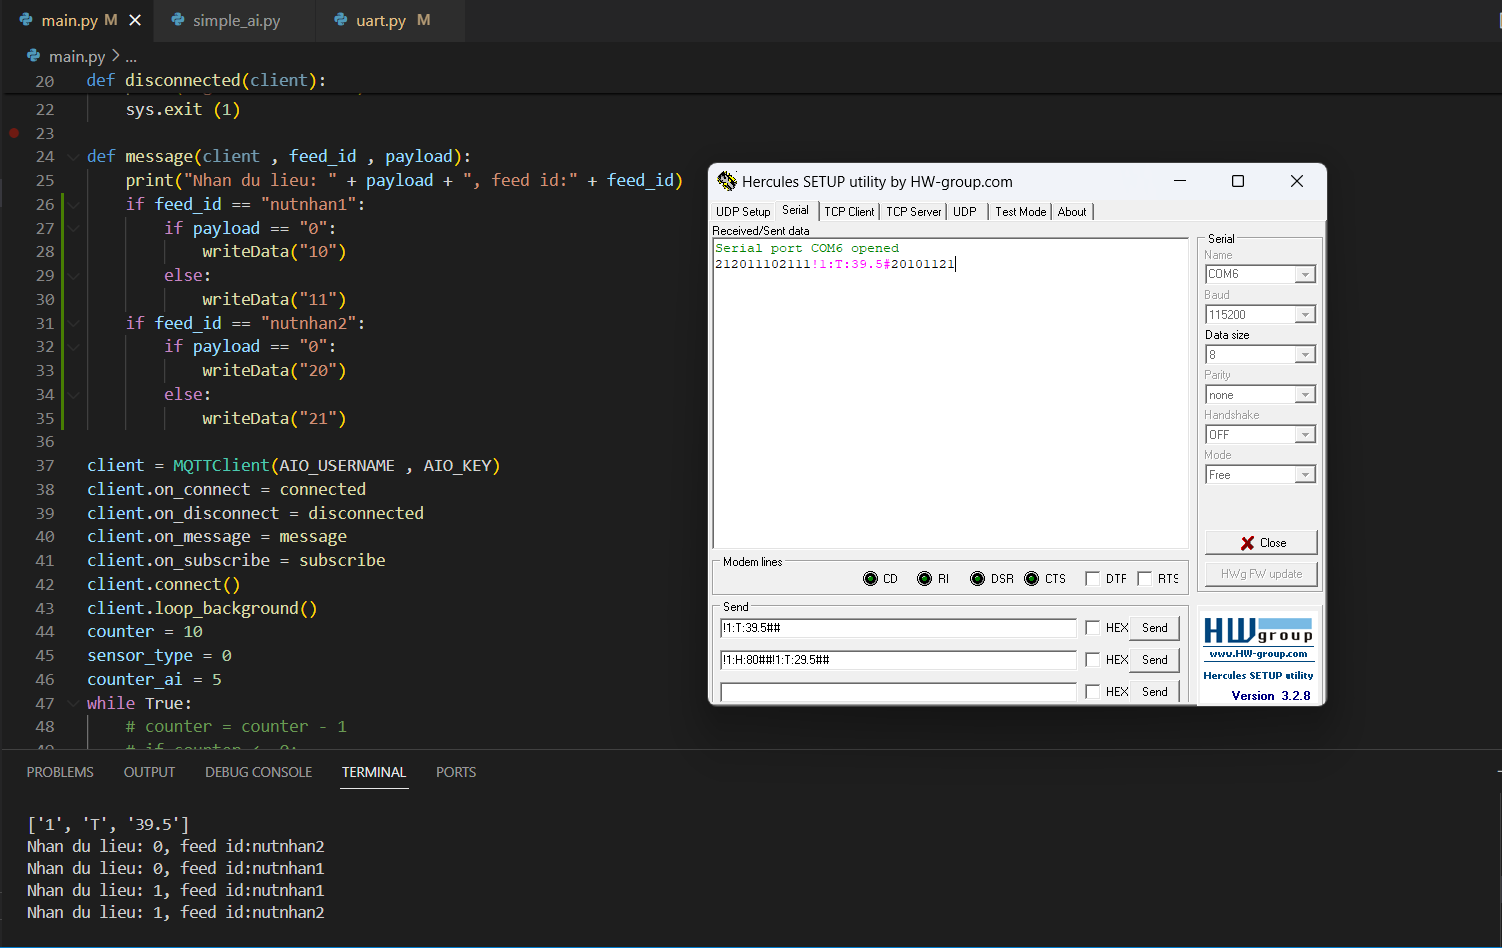 main.py M
simple_ai.py
uart.py M
main.py > ...
20 def disconnected(client):
22 sys.exit (1)
23
24 def message(client , feed_id , payload):
25 print("Nhan du lieu: " + payload + ", feed id:" + feed_id)
26 if feed_id == "nutnhan1":
27 if payload == "0":
28 writeData("10")
29 else:
30 writeData("11")
31 if feed_id == "nutnhan2":
32 if payload == "0":
33 writeData("20")
34 else:
35 writeData("21")
36
37 client = MQTTClient(AIO_USERNAME , AIO_KEY)
38 client.on_connect = connected
39 client.on_disconnect = disconnected
40 client.on_message = message
41 client.on_subscribe = subscribe
42 client.connect()
43 client.loop_background()
44 counter = 10
45 sensor_type = 0
46 counter_ai = 5
47 while True:
48 # counter = counter - 1
PROBLEMS OUTPUT DEBUG CONSOLE TERMINAL PORTS
['1', 'T', '39.5']
Nhan du lieu: 0, feed id:nutnhan2
Nhan du lieu: 0, feed id:nutnhan1
Nhan du lieu: 1, feed id:nutnhan1
Nhan du lieu: 1, feed id:nutnhan2
Hercules SETUP utility by HW-group.com
UDP Setup Serial TCP Client TCP Server UDP Test Mode About
Received/Sent data
Serial port COM6 opened
212011102111!1:T:39.5#20101121
Serial
Name
COM6
Baud
115200
Data size
8
Parity
none
Handshake
OFF
Mode
Free
Close
HWg FW update
Modem lines
CD RI DSR CTS DTR RTS
Send
!1:T:39.5## HEX Send
!1:H:80##!1:T:29.5## HEX Send
HEX Send
HW group
www.HW-group.com
Hercules SETUP utility
Version 3.2.8